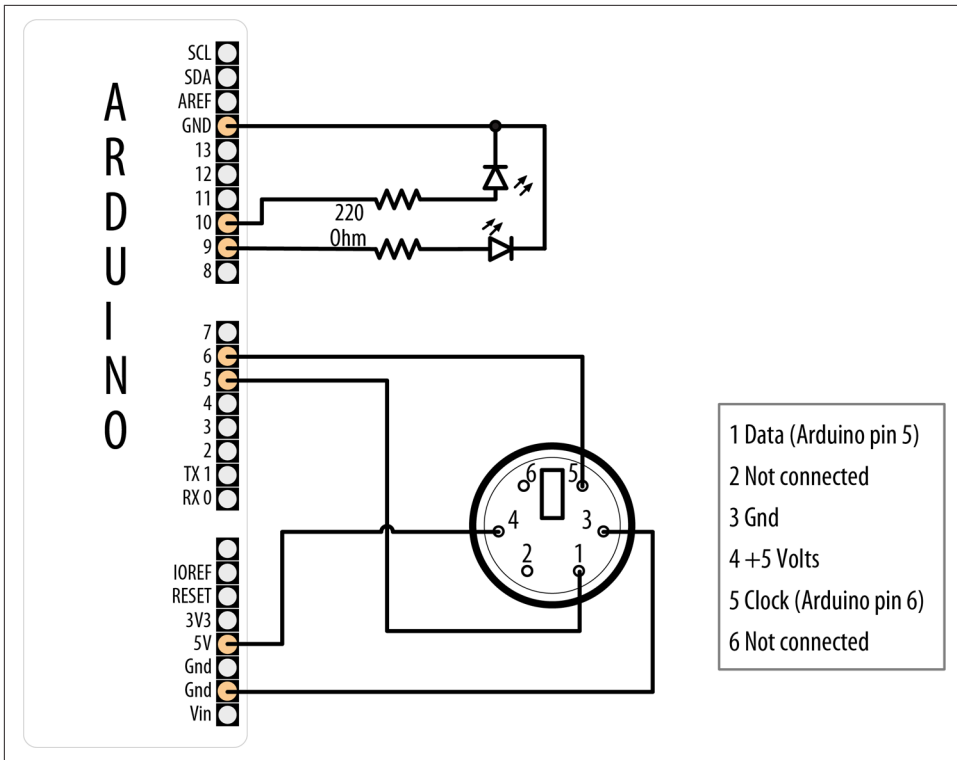 ARDUINO
SCL
SDA
AREF
GND
13
12
11
10
9
8
7
6
5
4
3
2
TX 1
RX 0
IOREF
RESET
3V3
5V
Gnd
Gnd
Vin
220
Ohm
6
5
4
3
2
1
1 Data (Arduino pin 5)
2 Not connected
3 Gnd
4 +5 Volts
5 Clock (Arduino pin 6)
6 Not connected